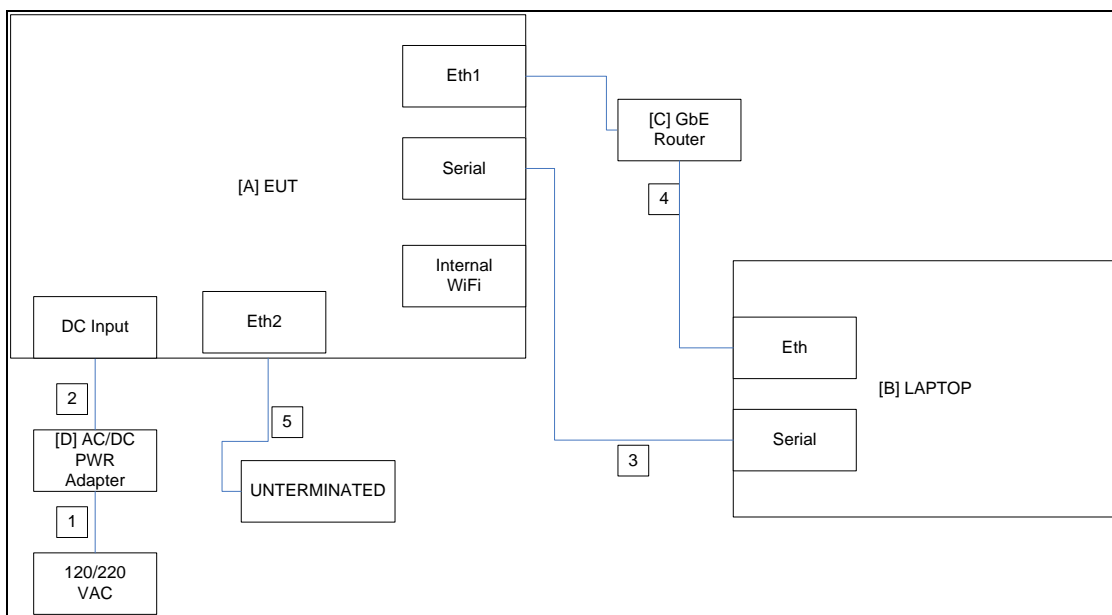 Eth1
[C] GbE
Router
Serial
[A] EUT
4
Internal
WiFi
DC Input
Eth2
Eth
[B] LAPTOP
2
5
[D] AC/DC
PWR
Adapter
Serial
3
UNTERMINATED
1
120/220
VAC